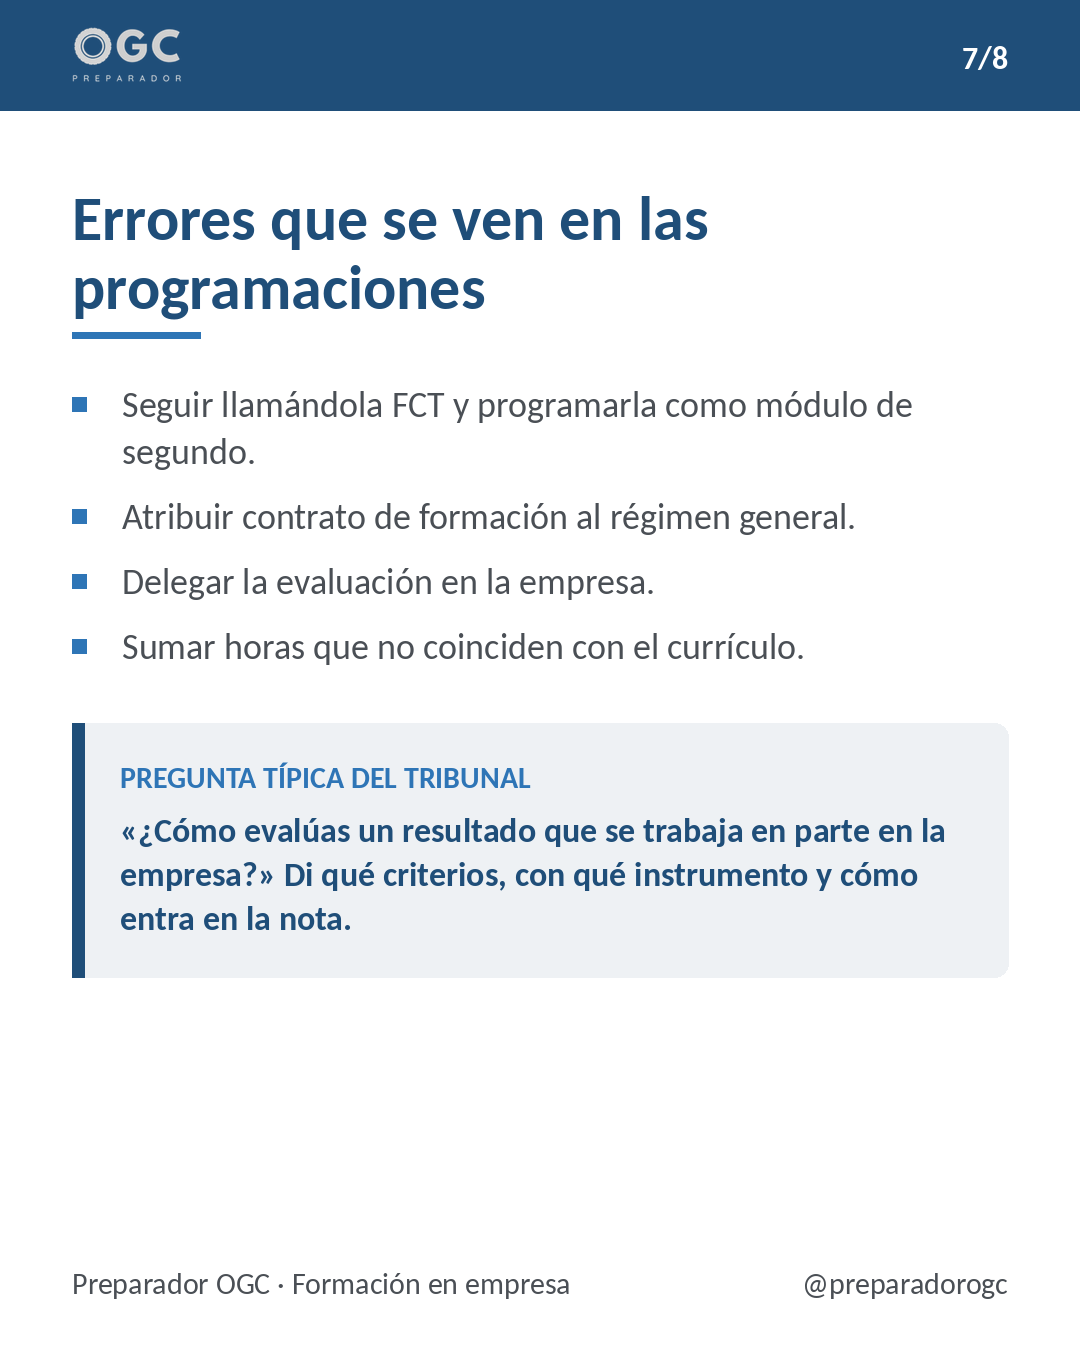 OGC
PREPARADOR
7/8
Errores que se ven en las
programaciones
Seguir llamándola FCT y programarla como módulo de
segundo.
Atribuir contrato de formación al régimen general.
Delegar la evaluación en la empresa.
Sumar horas que no coinciden con el currículo.
PREGUNTA TÍPICA DEL TRIBUNAL
«¿Cómo evalúas un resultado que se trabaja en parte en la
empresa?» Di qué criterios, con qué instrumento y cómo
entra en la nota.
Preparador OGC · Formación en empresa
@preparadorogc